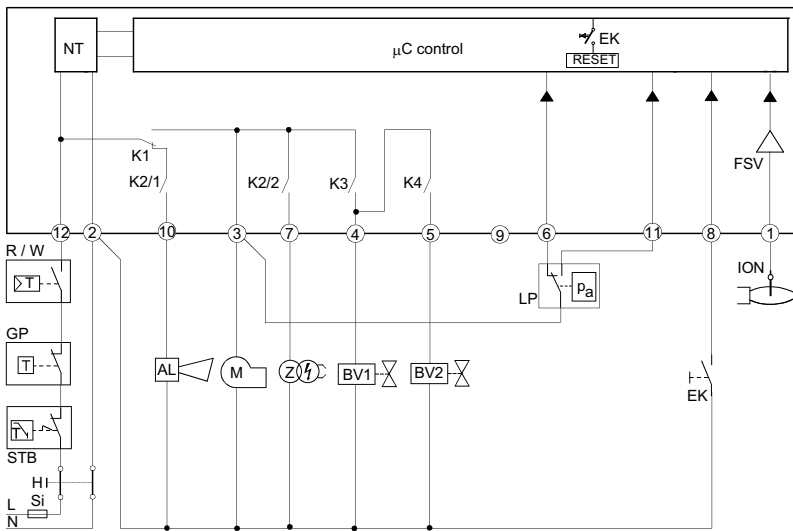 NT
µC control
EK
RESET
K1
K2/1
K2/2
K3
K4
FSV
12
2
10
3
7
4
5
9
6
11
8
1
R / W
T
LP
pa
ION
GP
T
AL
M
Z
BV1
BV2
EK
T
STB
H
Si
L
N